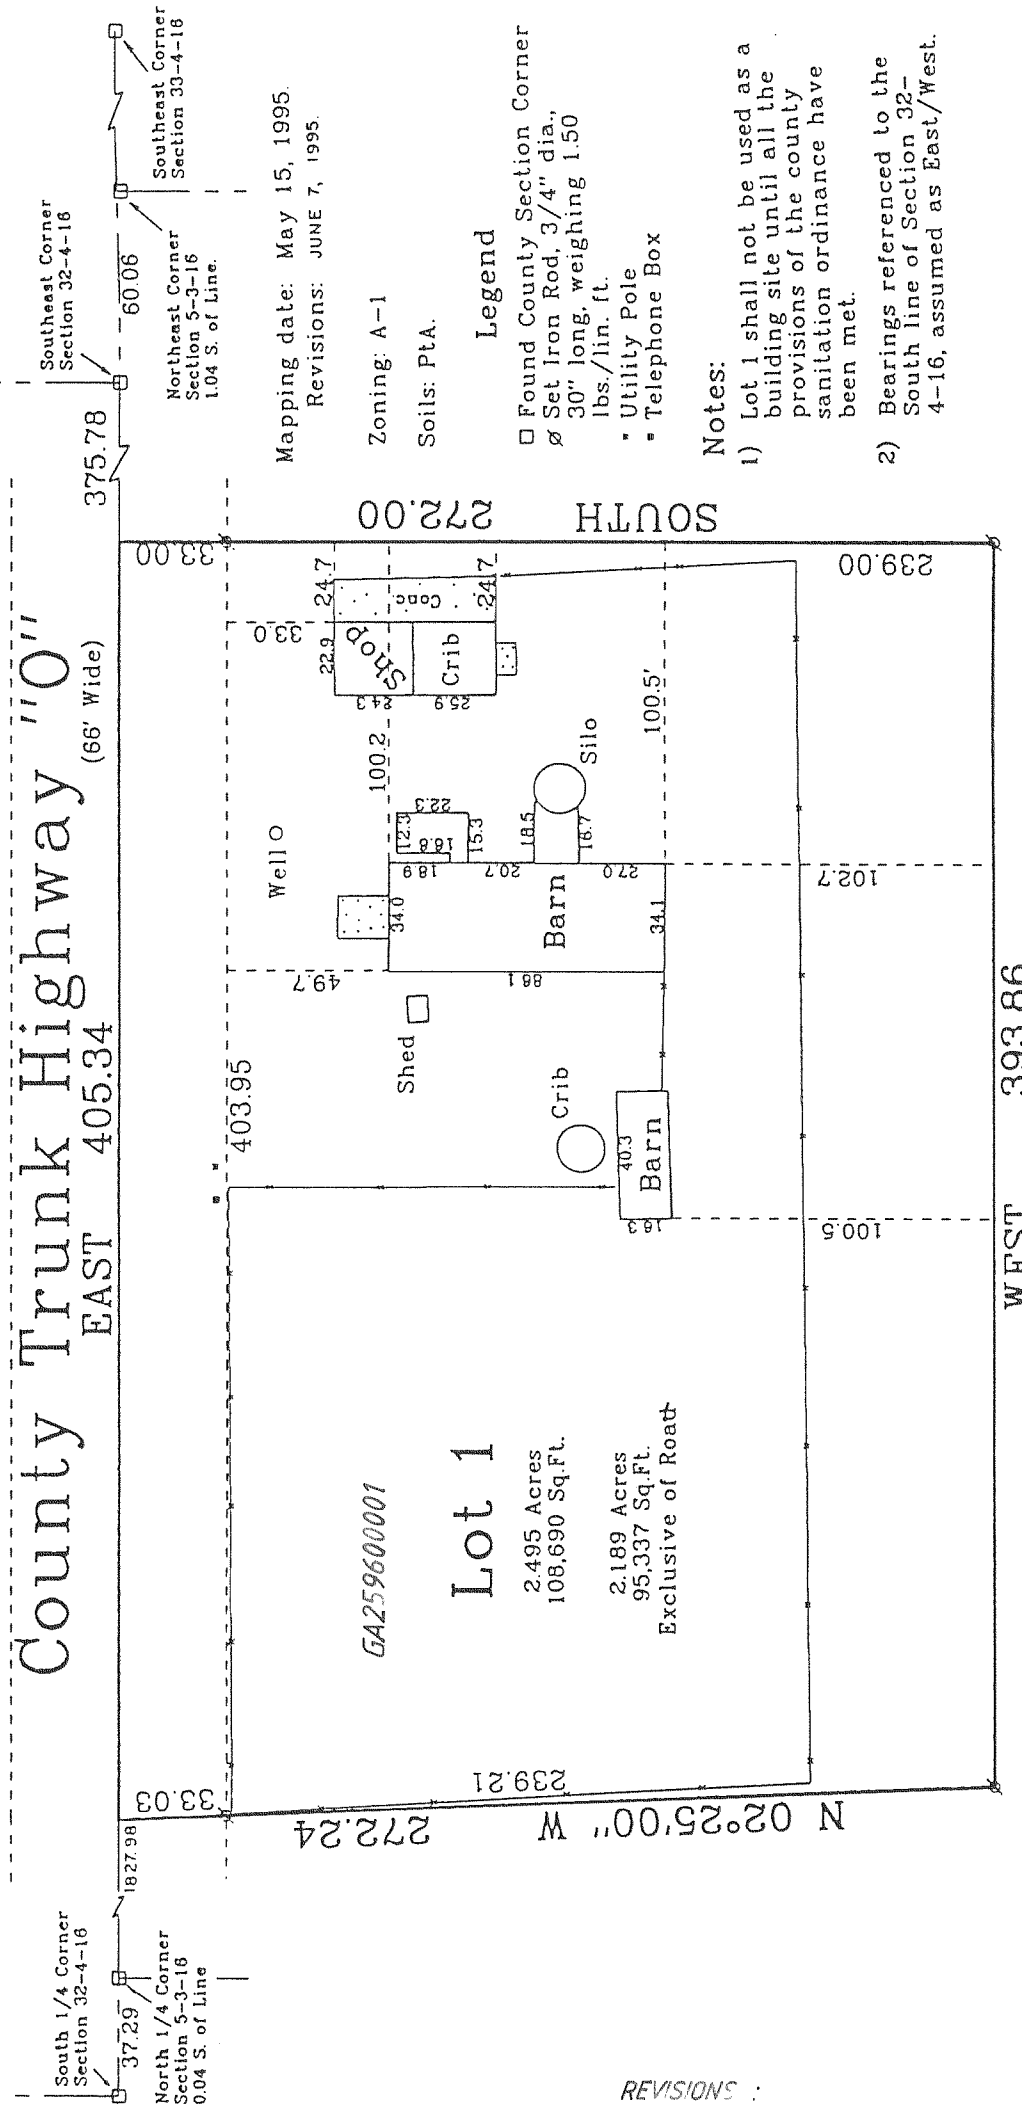 County Trunk Highway "O"
(66' Wide)
EAST 405.34
375.78
South 1/4 Corner
Section 32-4-16
37.29
North 1/4 Corner
Section 5-3-16
0.04 S. of Line
1827.98
Southeast Corner
Section 32-4-16
60.06
Northeast Corner
Section 5-3-16
1.04 S. of Line.
Southeast Corner
Section 33-4-16
33.03
403.95
33.00
Well
49.7
33.0
24.7
22.9
Shop
Conc
24.3
Crib
25.9
24.7
100.2
34.0
12.3
16.8
22.3
18.9
15.3
20.7
18.5
16.7
Silo
27.0
Barn
86.1
34.1
100.5'
Shed
Crib
40.3
Barn
16.3
100.5
102.7
GA259600001
Lot 1
2.495 Acres
108,690 Sq.Ft.
2.189 Acres
95,337 Sq.Ft.
Exclusive of Road
272.24
239.21
N 02°25'00" W
SOUTH 272.00
239.00
WEST 393.86
Mapping date: May 15, 1995.
Revisions: JUNE 7, 1995.
Zoning: A-1
Soils: PtA.
Legend
□ Found County Section Corner
ø Set Iron Rod, 3/4" dia.,
30" long, weighing 1.50
lbs./lin. ft.
Utility Pole
Telephone Box
Notes:
1) Lot 1 shall not be used as a
building site until all the
provisions of the county
sanitation ordinance have
been met.
2) Bearings referenced to the
South line of Section 32-
4-16, assumed as East/West.
REVISIONS :